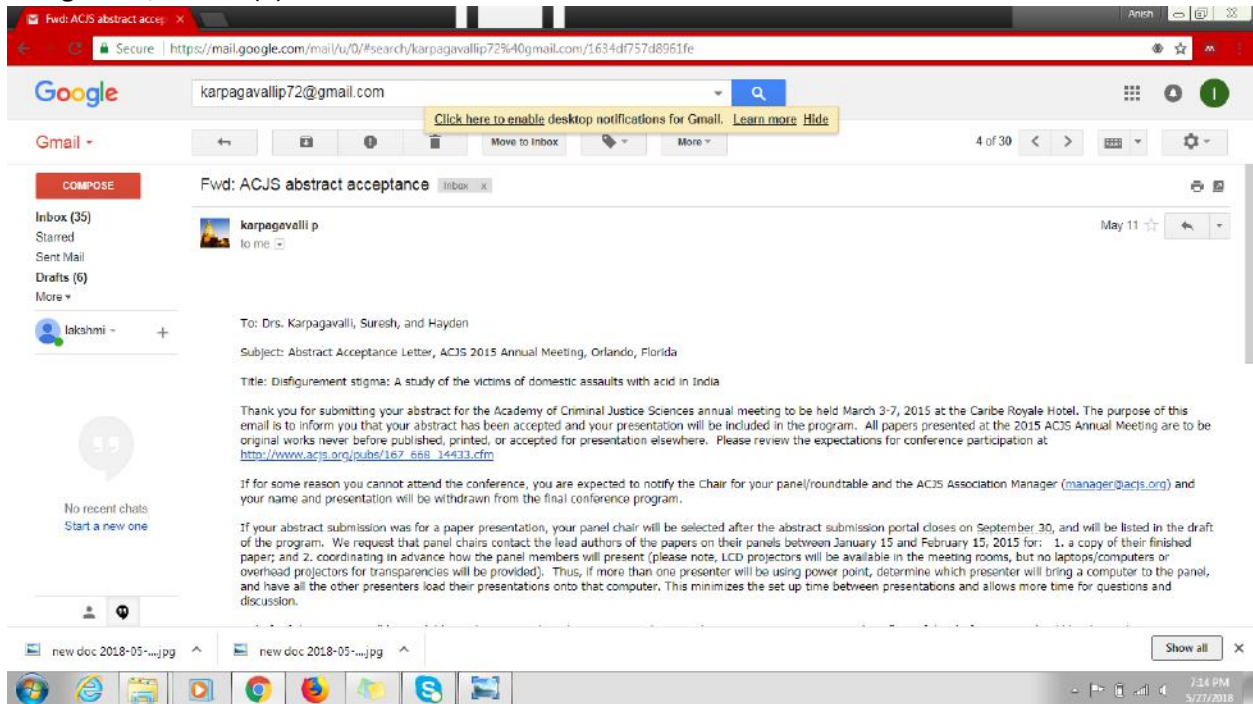 Fwd: ACJS abstract accep ×
Anish
Secure | https://mail.google.com/mail/u/0/#search/karpagavallip72%40gmail.com/1634df757d8961fe
Google karpagavallip72@gmail.com
I
Click here to enable desktop notifications for Gmail. Learn more Hide
Gmail Move to Inbox More 4 of 30
COMPOSE
Fwd: ACJS abstract acceptance Inbox x
Inbox (35)
Starred
Sent Mail
Drafts (6)
More
karpagavalli p May 11
to me
lakshmi +
To: Drs. Karpagavalli, Suresh, and Hayden
Subject: Abstract Acceptance Letter, ACJS 2015 Annual Meeting, Orlando, Florida
Title: Disfigurement stigma: A study of the victims of domestic assaults with acid in India
Thank you for submitting your abstract for the Academy of Criminal Justice Sciences annual meeting to be held March 3-7, 2015 at the Caribe Royale Hotel. The purpose of this
email is to inform you that your abstract has been accepted and your presentation will be included in the program. All papers presented at the 2015 ACJS Annual Meeting are to be
original works never before published, printed, or accepted for presentation elsewhere. Please review the expectations for conference participation at
http://www.acjs.org/pubs/167_668_14433.cfm
If for some reason you cannot attend the conference, you are expected to notify the Chair for your panel/roundtable and the ACJS Association Manager (manager@acjs.org) and
your name and presentation will be withdrawn from the final conference program.
If your abstract submission was for a paper presentation, your panel chair will be selected after the abstract submission portal closes on September 30, and will be listed in the draft
of the program. We request that panel chairs contact the lead authors of the papers on their panels between January 15 and February 15, 2015 for: 1. a copy of their finished
paper; and 2. coordinating in advance how the panel members will present (please note, LCD projectors will be available in the meeting rooms, but no laptops/computers or
overhead projectors for transparencies will be provided). Thus, if more than one presenter will be using power point, determine which presenter will bring a computer to the panel,
and have all the other presenters load their presentations onto that computer. This minimizes the set up time between presentations and allows more time for questions and
discussion.
No recent chats
Start a new one
new doc 2018-05-....jpg
new doc 2018-05-....jpg
Show all ×
7:14 PM
5/27/2018